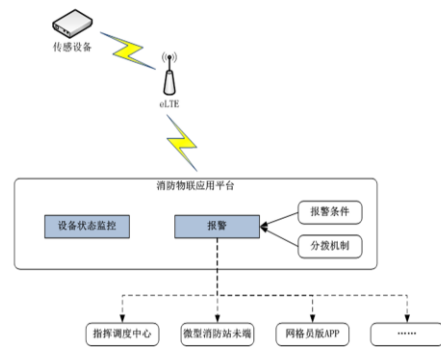 传感设备
eLTE
消防物联应用平台
设备状态监控
报警
报警条件
分拨机制
指挥调度中心
微型消防站末端
网格员版APP
……